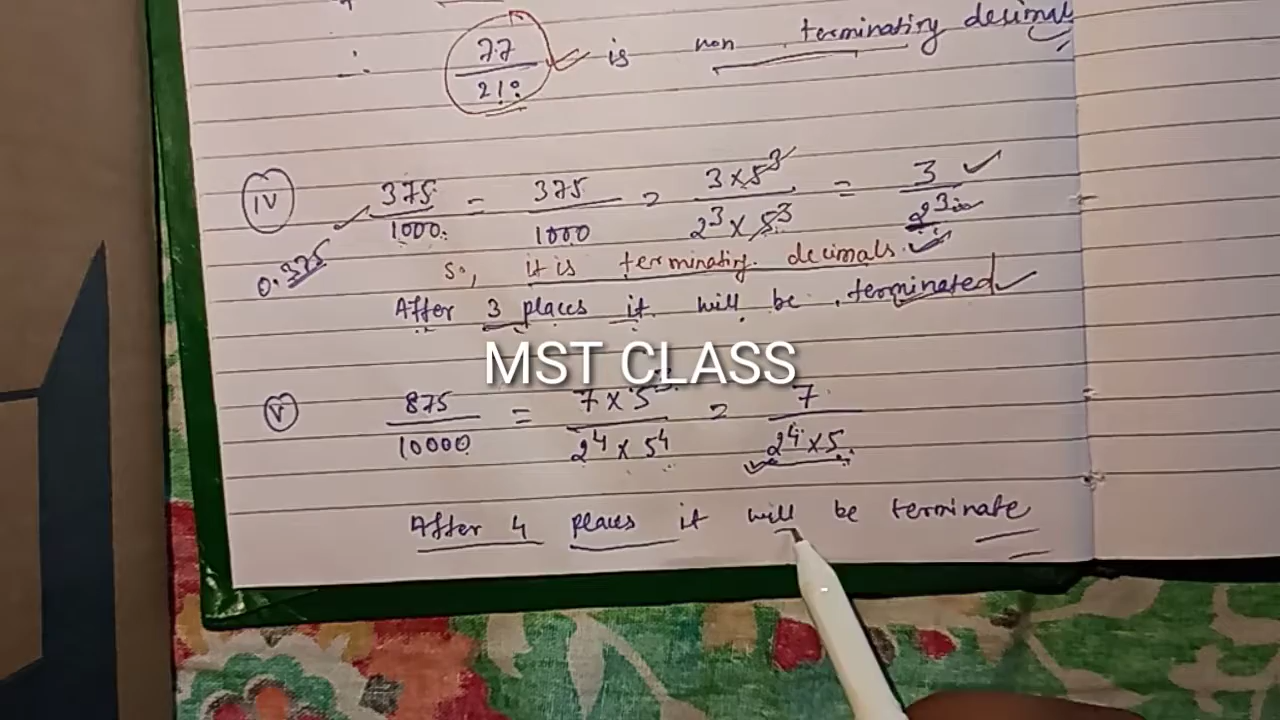 ∴ 77/210 is non terminating decimal
(iv) 375/1000 = 375/1000 = 3×5³/2³×5³ = 3/2³
0.375
So, it is terminating decimals.
After 3 places it will be terminated
MST CLASS
(v) 875/10000 = 7×5³/2⁴×5⁴ = 7/2⁴×5
After 4 places it will be terminate